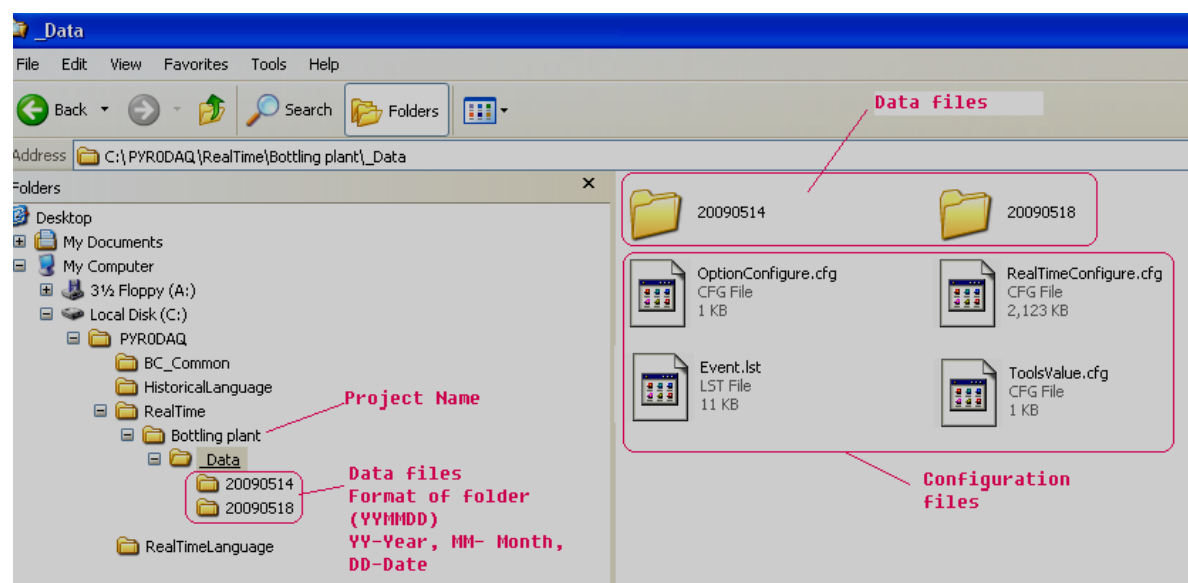 _Data
File Edit View Favorites Tools Help
Back Search Folders
Data files
Address C:\PYR0DAQ\RealTime\Bottling plant\_Data
Folders
Desktop
My Documents
My Computer
3½ Floppy (A:)
Local Disk (C:)
PYR0DAQ
BC_Common
HistoricalLanguage
RealTime
Project Name
Bottling plant
_Data
20090514
20090518
Data files
Format of folder
(YYMMDD)
YY-Year, MM- Month,
DD-Date
RealTimeLanguage
20090514
20090518
OptionConfigure.cfg
CFG File
1 KB
RealTimeConfigure.cfg
CFG File
2,123 KB
Event.lst
LST File
11 KB
ToolsValue.cfg
CFG File
1 KB
Configuration
files